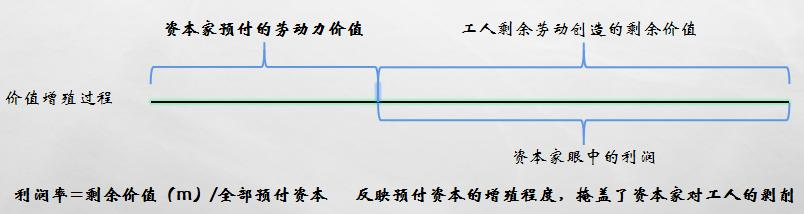 资本家预付的劳动力价值 工人剩余劳动创造的剩余价值
价值增殖过程
资本家眼中的利润
利润率=剩余价值（m）/全部预付资本 反映预付资本的增殖程度，掩盖了资本家对工人的剥削